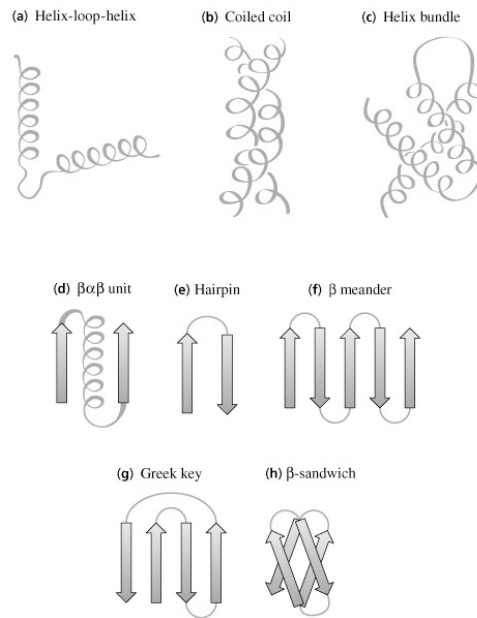 (a) Helix-loop-helix
(b) Coiled coil
(c) Helix bundle
(d) βαβ unit
(e) Hairpin
(f) β meander
(g) Greek key
(h) β-sandwich